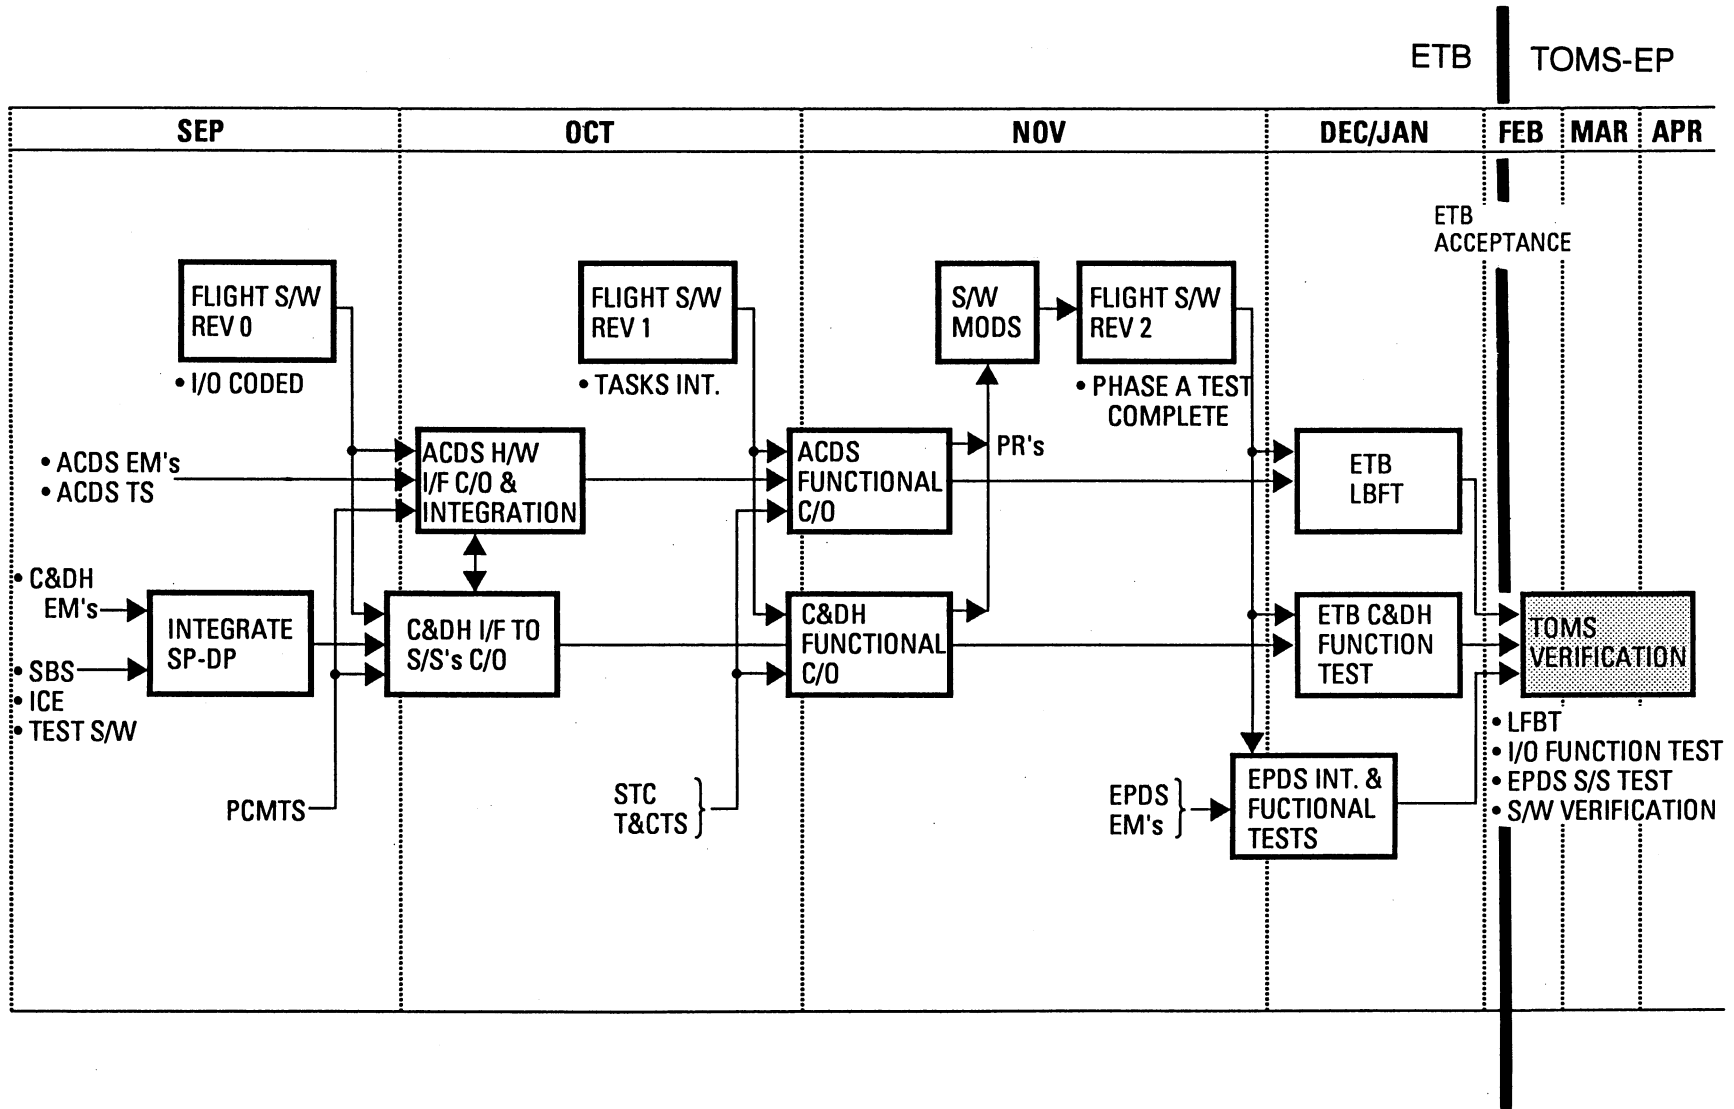 ETB TOMS-EP
SEP OCT NOV DEC/JAN FEB MAR APR
ETB
ACCEPTANCE
FLIGHT S/W
REV 0
• I/O CODED
FLIGHT S/W
REV 1
• TASKS INT.
S/W
MODS
FLIGHT S/W
REV 2
• PHASE A TEST
COMPLETE
• ACDS EM's
• ACDS TS
ACDS H/W
I/F C/O &
INTEGRATION
ACDS
FUNCTIONAL
C/O
PR's
ETB
LBFT
• C&DH
EM's
• SBS
• ICE
• TEST S/W
INTEGRATE
SP-DP
C&DH I/F TO
S/S's C/O
C&DH
FUNCTIONAL
C/O
ETB C&DH
FUNCTION
TEST
TOMS
VERIFICATION
• LFBT
• I/O FUNCTION TEST
• EPDS S/S TEST
• S/W VERIFICATION
PCMTS
STC
T&CTS
EPDS
EM's
EPDS INT. &
FUCTIONAL
TESTS